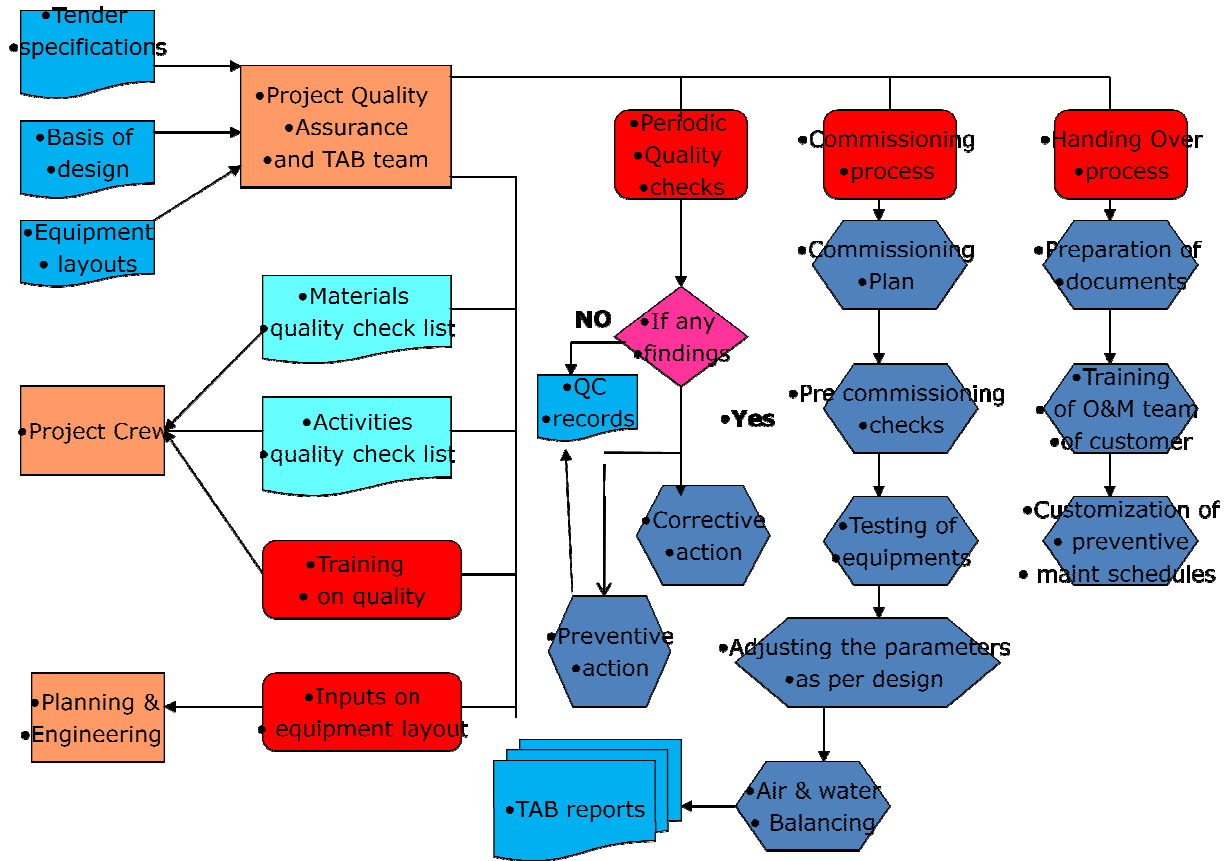 •Tender
•specifications
•Basis of
•design
•Equipment
• layouts
•Project Quality
•Assurance
•and TAB team
•Materials
•quality check list
•Activities
•quality check list
•Project Crew
•Training
• on quality
•Planning &
•Engineering
•Inputs on
• equipment layout
•Periodic
•Quality
•checks
NO
•If any
•findings
•QC
•records
•Yes
•Corrective
•action
•Preventive
•action
•Commissioning
•process
•Commissioning
•Plan
•Pre commissioning
•checks
•Testing of
•equipments
•Adjusting the parameters
•as per design
•Air & water
• Balancing
•TAB reports
•Handing Over
•process
•Preparation of
•documents
•Training
•of O&M team
•of customer
•Customization of
• preventive
• maint schedules